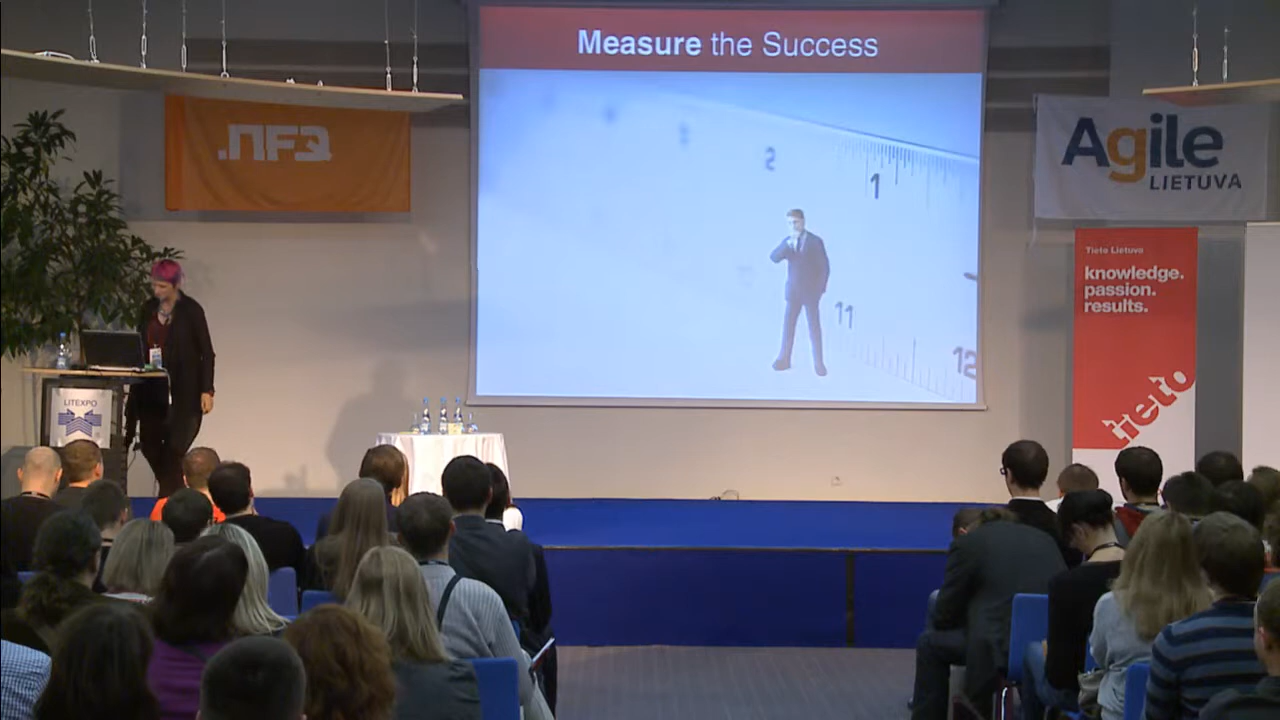 Measure the Success
.NFQ
Agile
LIETUVA
Tieto Lietuva
knowledge.
passion.
results.
tieto
LITEXPO
2
1
11
12